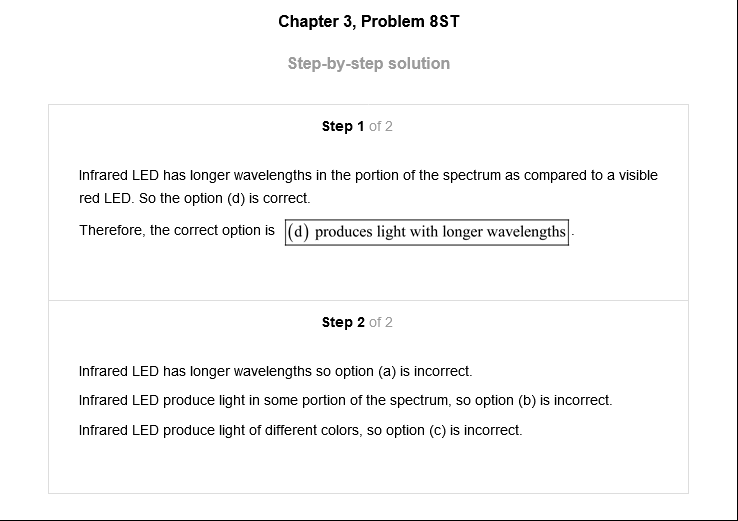 Chapter 3, Problem 8ST
Step-by-step solution
Step 1 of 2
Infrared LED has longer wavelengths in the portion of the spectrum as compared to a visible
red LED. So the option (d) is correct.
Therefore, the correct option is (d) produces light with longer wavelengths.
Step 2 of 2
Infrared LED has longer wavelengths so option (a) is incorrect.
Infrared LED produce light in some portion of the spectrum, so option (b) is incorrect.
Infrared LED produce light of different colors, so option (c) is incorrect.